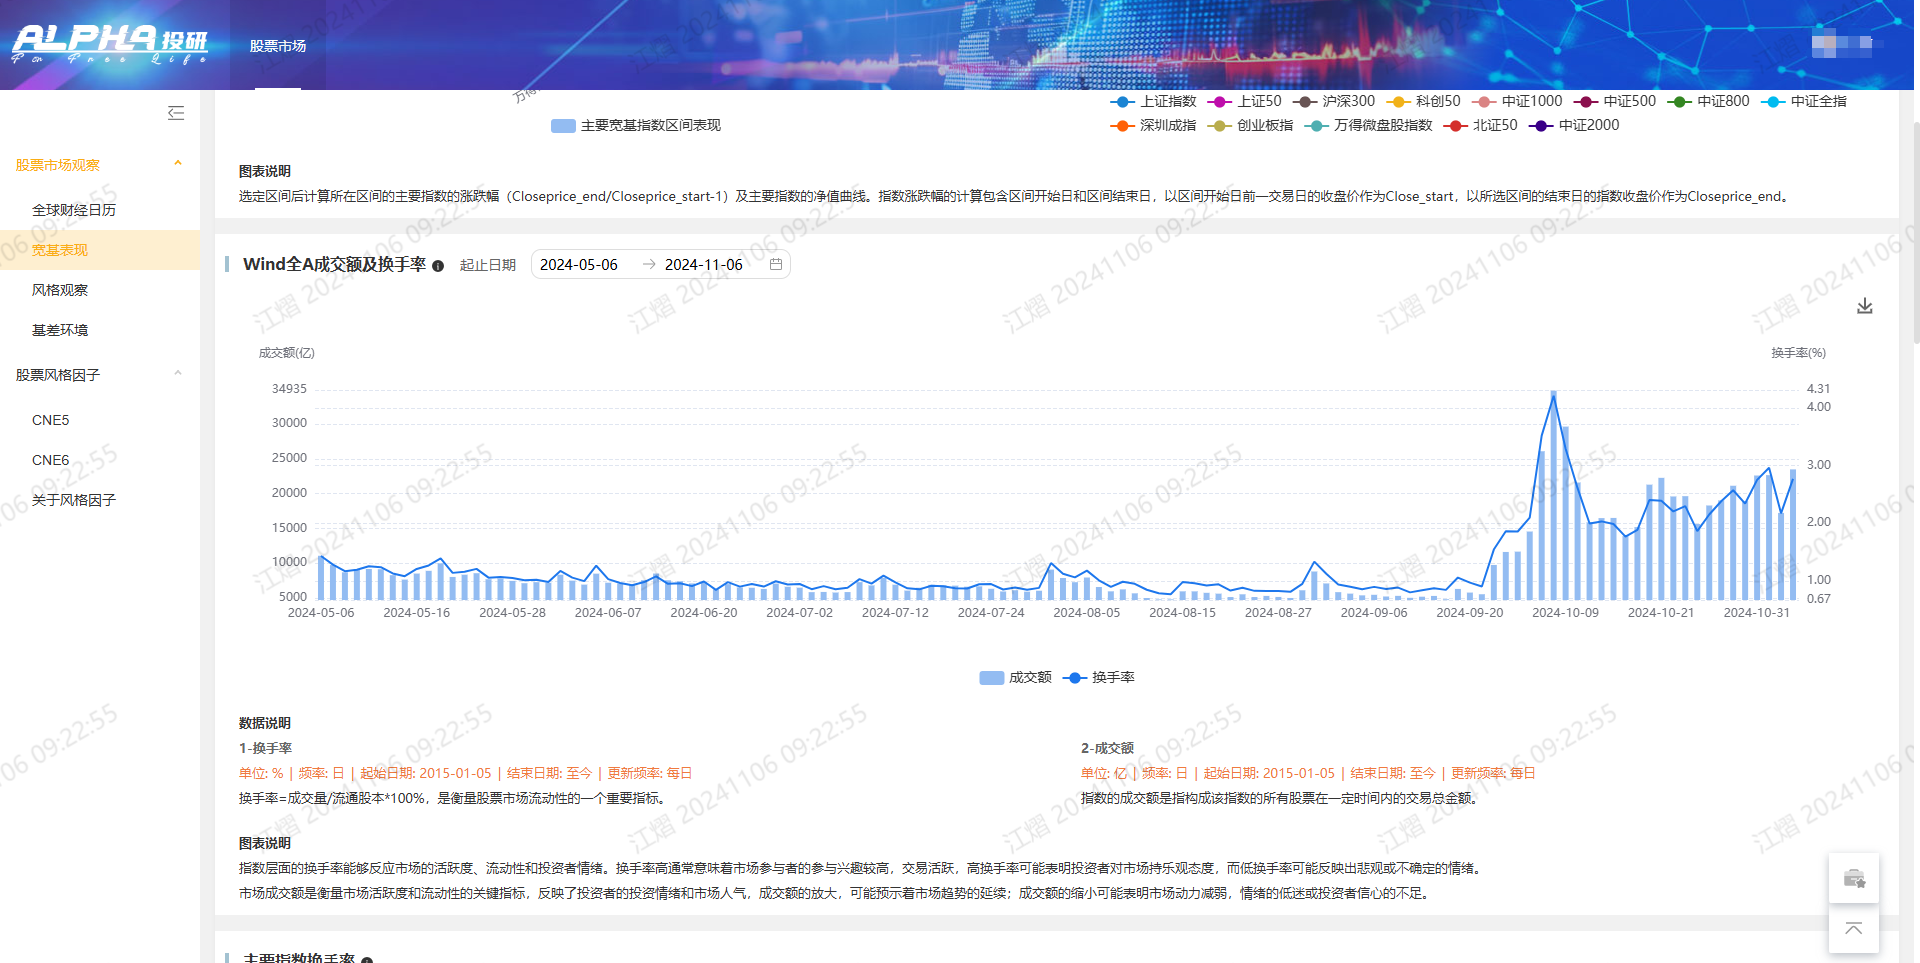 ALPHA投研
For Free Life
股票市场
股票市场观察
全球财经日历
宽基表现
风格观察
基差环境
股票风格因子
CNE5
CNE6
关于风格因子
主要宽基指数区间表现
上证指数 上证50 沪深300 科创50 中证1000 中证500 中证800 中证全指
深圳成指 创业板指 万得微盘股指数 北证50 中证2000
图表说明
选定区间后计算所在区间的主要指数的涨跌幅（Closeprice_end/Closeprice_start-1）及主要指数的净值曲线。指数涨跌幅的计算包含区间开始日和区间结束日，以区间开始日前一交易日的收盘价作为Close_start，以所选区间的结束日的指数收盘价作为Closeprice_end。
Wind全A成交额及换手率 起止日期 2024-05-06 2024-11-06
成交额(亿) 换手率(%)
34935
30000
25000
20000
15000
10000
5000
4.31
4.00
3.00
2.00
1.00
0.67
2024-05-06 2024-05-16 2024-05-28 2024-06-07 2024-06-20 2024-07-02 2024-07-12 2024-07-24 2024-08-05 2024-08-15 2024-08-27 2024-09-06 2024-09-20 2024-10-09 2024-10-21 2024-10-31
成交额 换手率
数据说明
1-换手率
单位: % | 频率: 日 | 起始日期: 2015-01-05 | 结束日期: 至今 | 更新频率: 每日
换手率=成交量/流通股本*100%，是衡量股票市场流动性的一个重要指标。
2-成交额
单位: 亿 | 频率: 日 | 起始日期: 2015-01-05 | 结束日期: 至今 | 更新频率: 每日
指数的成交额是指构成该指数的所有股票在一定时间内的交易总金额。
图表说明
指数层面的换手率能够反应市场的活跃度、流动性和投资者情绪。换手率高通常意味着市场参与者的参与兴趣较高，交易活跃，高换手率可能表明投资者对市场持乐观态度，而低换手率可能反映出悲观或不确定的情绪。
市场成交额是衡量市场活跃度和流动性的关键指标，反映了投资者的投资情绪和市场人气，成交额的放大，可能预示着市场趋势的延续；成交额的缩小可能表明市场动力减弱，情绪的低迷或投资者信心的不足。
主要指数换手率
江熠 20241106 09:22:55